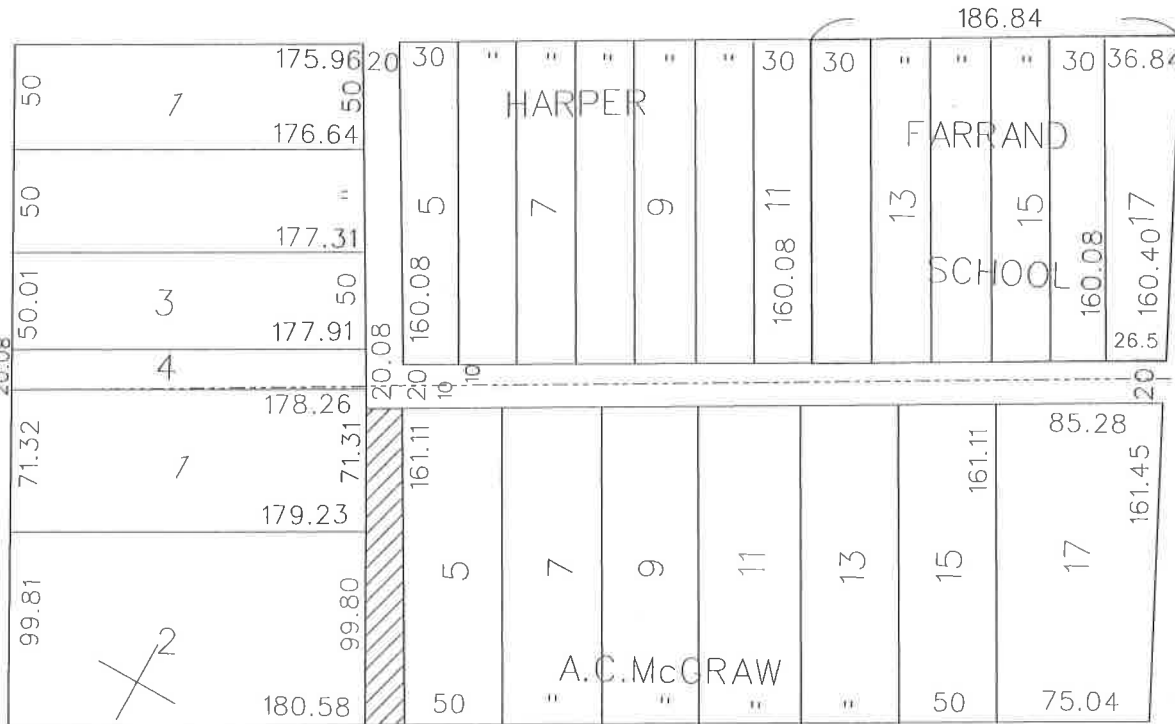 186.84
175.96 20 30 " " " " " 30 30 " " " 30 36.84
50 1 50 HARPER
176.64 FARRAND
50 " 5 7 9 11 13 15 17
177.31
50.01 3 50 160.08 160.08 SCHOOL 160.08 160.40
177.91 26.5
20.08 4 20.08 20 10 10 20
178.26 85.28
71.32 1 71.31 161.11 161.11 161.45
179.23
99.81 2 99.80 5 7 9 11 13 15 17
A.C.McGRAW
180.58 50 " " " " 50 75.04